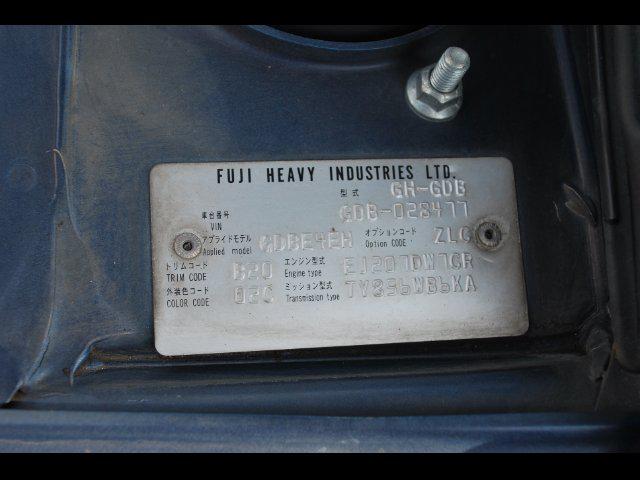 FUJI HEAVY INDUSTRIES LTD.
型式 GH-GDB
車台番号 VIN GDB-028477
アプライドモデル Applied model GDBE4EH オプションコード Option CODE ZLC
トリムコード TRIM CODE B20 エンジン型式 Engine type EJ207DW7CR
外装色コード COLOR CODE 02C ミッション型式 Transmission type TY856WB6KA